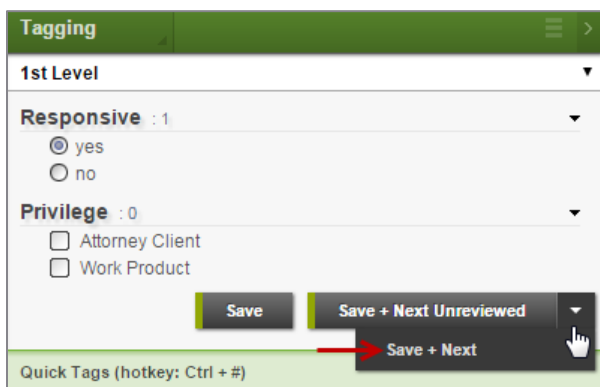 Tagging
1st Level
Responsive : 1
yes
no
Privilege : 0
Attorney Client
Work Product
Save Save + Next Unreviewed
Save + Next
Quick Tags (hotkey: Ctrl + #)